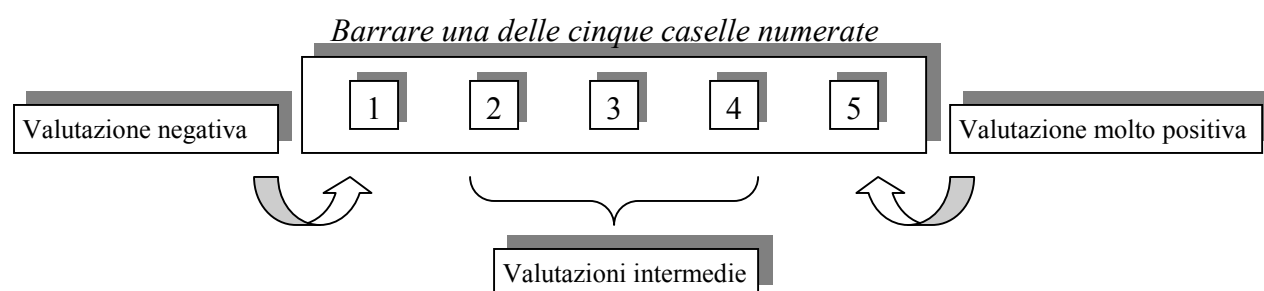 Barrare una delle cinque caselle numerate
1 2 3 4 5
Valutazione negativa
Valutazione molto positiva
Valutazioni intermedie